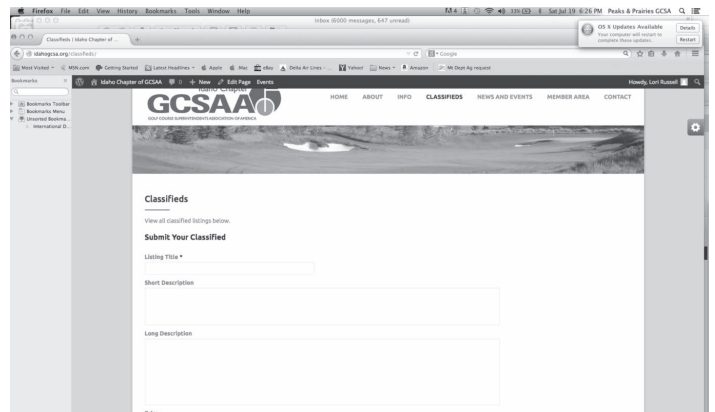 Firefox File Edit View History Bookmarks Tools Window Help
4 33% Sat Jul 19 6:26 PM Peaks & Prairies GCSA
Inbox (6000 messages, 647 unread)
OS X Updates Available
Your computer will restart to
complete these updates.
Details
Restart
Classifieds | Idaho Chapter of ...
+
idahogcsa.org/classifieds/
Google
Most Visited MSN.com Getting Started Latest Headlines Apple Mac eBay Delta Air Lines - ... Yahoo! News Amazon Mt Dept Ag request
Bookmarks
Idaho Chapter of GCSAA 0 + New Edit Page Events
Howdy, Lori Russell
Bookmarks Toolbar
Bookmarks Menu
Unsorted Bookma...
International D...
Idaho Chapter
GCSAA
GOLF COURSE SUPERINTENDENTS ASSOCIATION OF AMERICA
HOME ABOUT INFO CLASSIFIEDS NEWS AND EVENTS MEMBER AREA CONTACT
Classifieds
View all classified listings below.
Submit Your Classified
Listing Title *
Short Description
Long Description